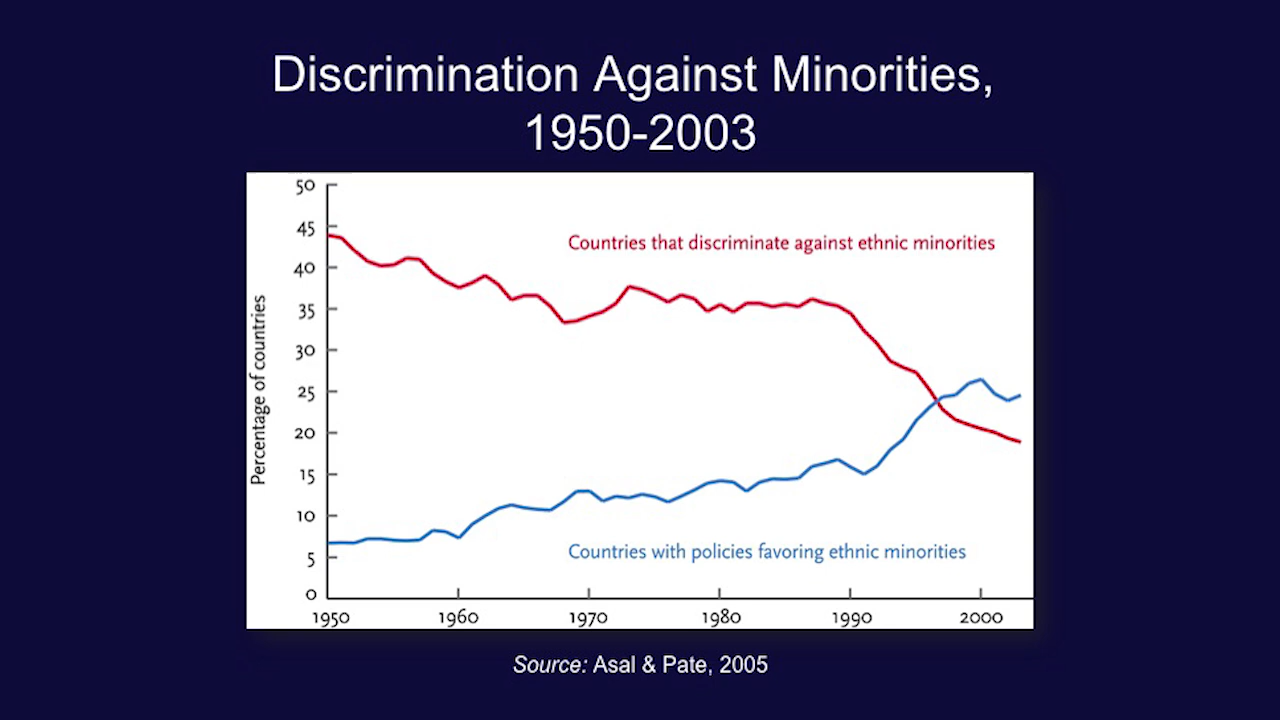 Discrimination Against Minorities,
1950-2003
50
45
40
35
30
25
20
15
10
5
0
Percentage of countries
Countries that discriminate against ethnic minorities
Countries with policies favoring ethnic minorities
1950 1960 1970 1980 1990 2000
Source: Asal & Pate, 2005